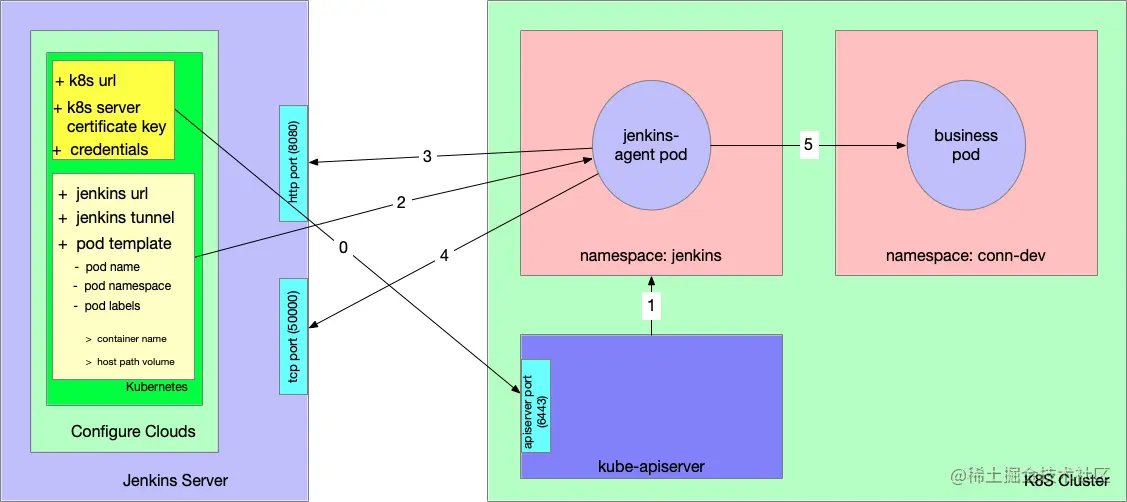 + k8s url
+ k8s server
certificate key
+ credentials
+ jenkins url
+ jenkins tunnel
+ pod template
- pod name
- pod namespace
- pod labels
> container name
> host path volume
Kubernetes
Configure Clouds
Jenkins Server
http port (8080)
tcp port (50000)
3
2
0
4
jenkins-
agent pod
namespace: jenkins
5
business
pod
namespace: conn-dev
1
apiserver port
(6443)
kube-apiserver
K8S Cluster
@稀土掘金技术社区